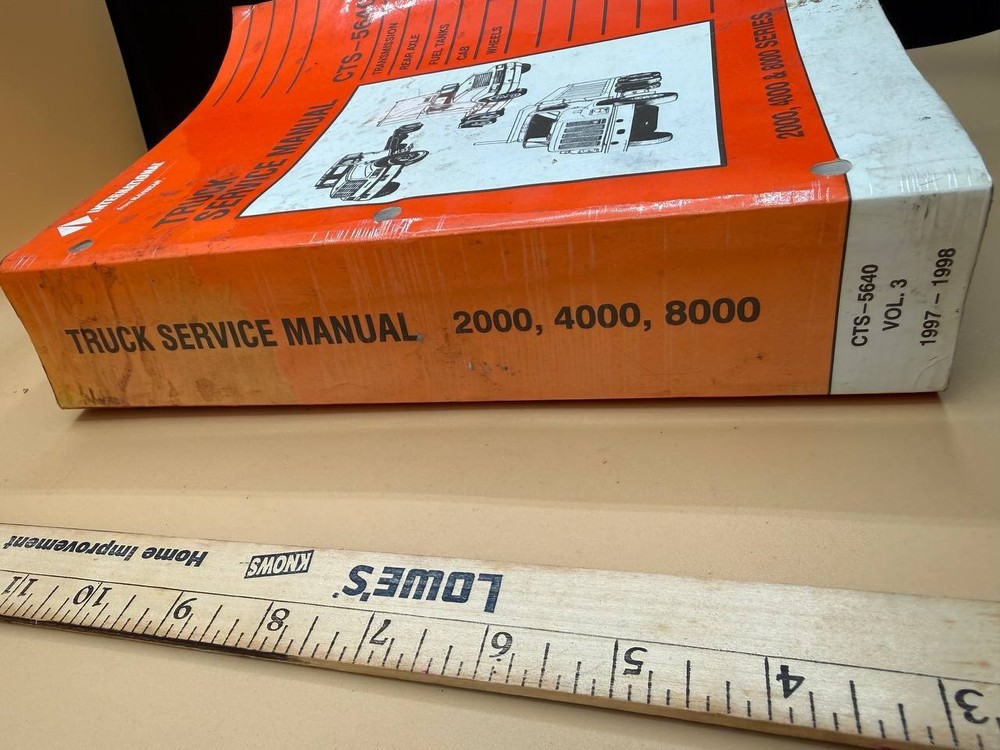 CTS-5640
TRANSMISSION
REAR AXLE
FUEL TANKS
CAB
WHEELS
2000, 4000 & 8000 SERIES
INTERNATIONAL
TRUCK
SERVICE MANUAL
TRUCK SERVICE MANUAL 2000, 4000, 8000
CTS-5640
VOL. 3
1997-1998
LOWE'S KNOWS Home Improvement
3 4 5 6 7 8 9 10 11